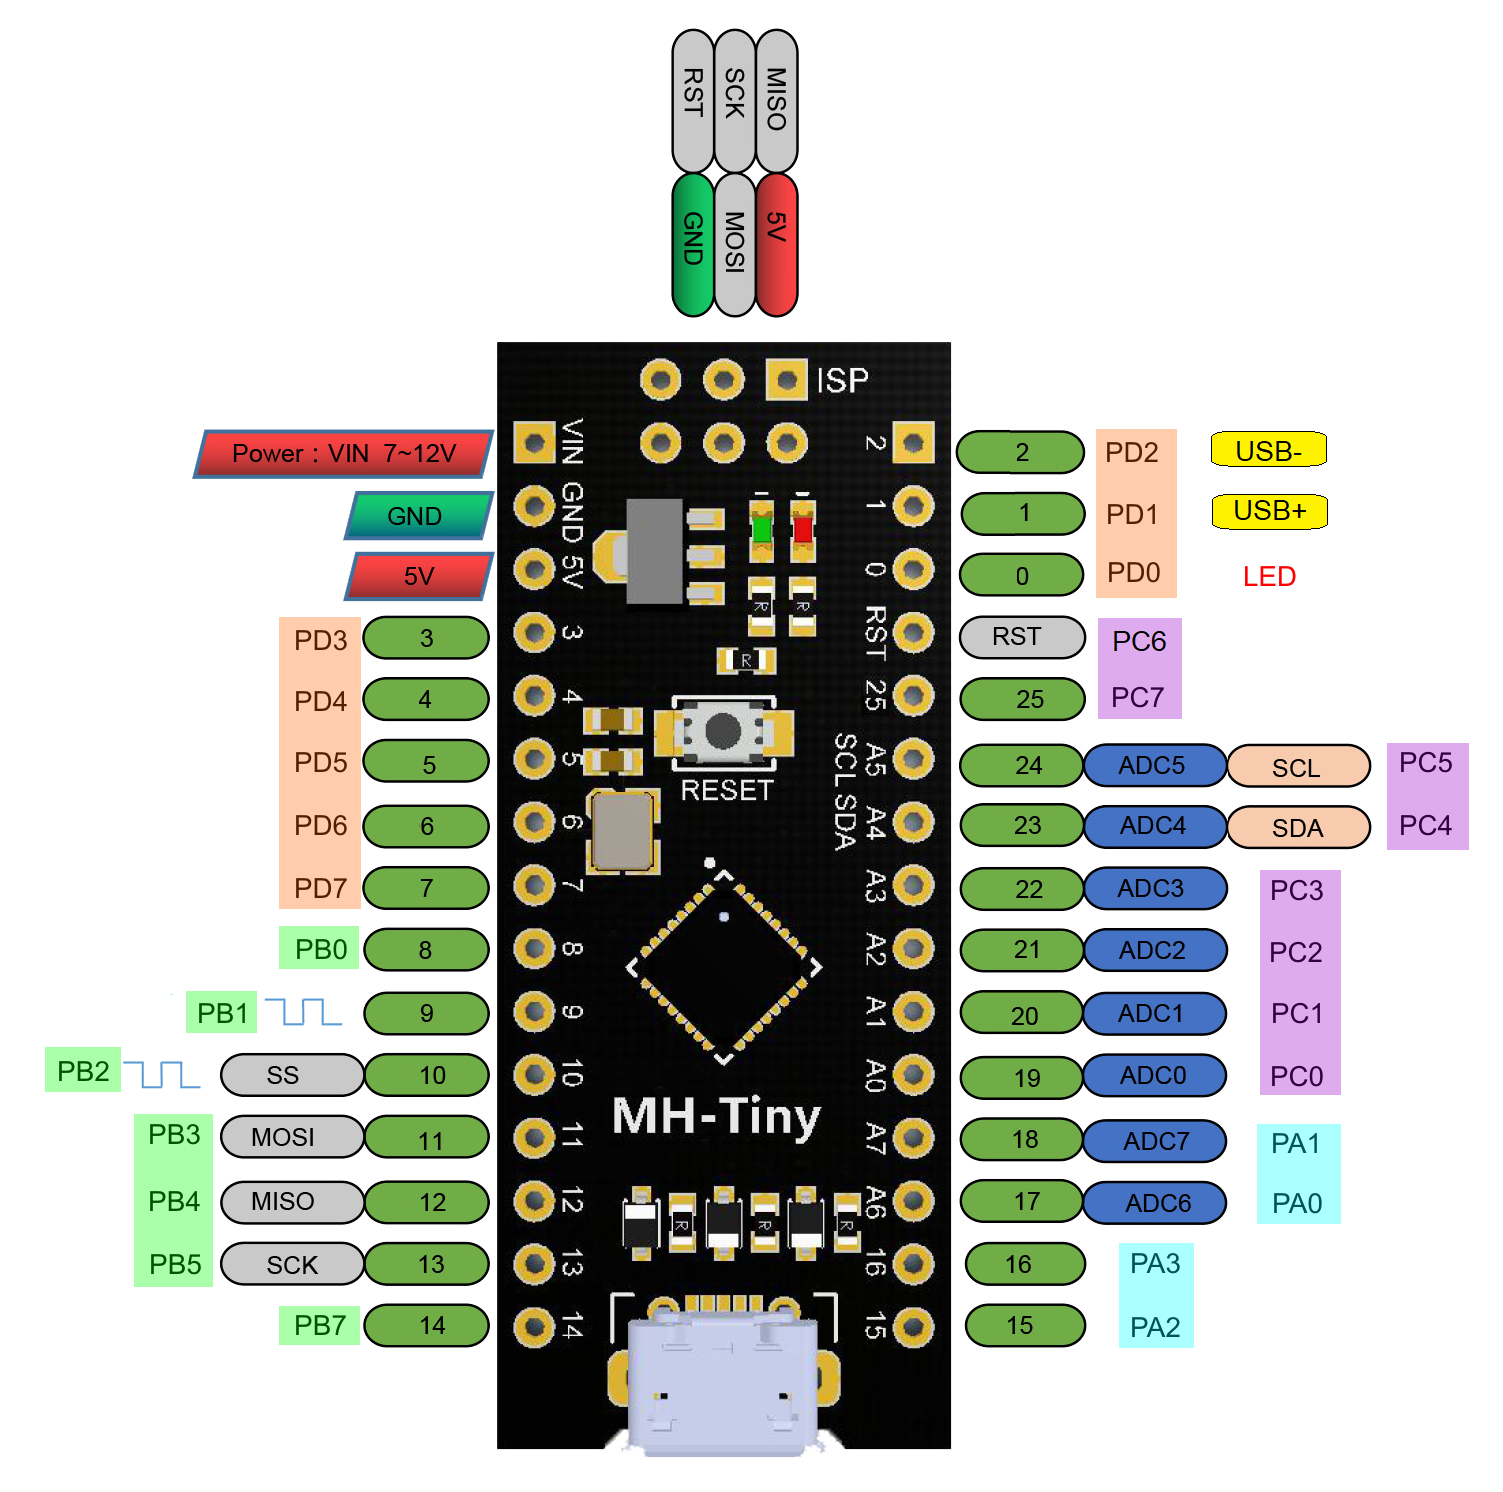 RST SCK MISO
GND MOSI 5V
ISP
Power : VIN 7~12V VIN 2 2 PD2 USB-
GND GND 1 1 PD1 USB+
5V 5V 0 0 PD0 LED
PD3 3 3 RST RST PC6
R R
R
PD4 4 4 25 25 PC7
PD5 5 5 SCL A5 24 ADC5 SCL PC5
RESET
PD6 6 6 SDA A4 23 ADC4 SDA PC4
PD7 7 7 A3 22 ADC3 PC3
PB0 8 8 A2 21 ADC2 PC2
PB1 9 9 A1 20 ADC1 PC1
PB2 SS 10 10 A0 19 ADC0 PC0
MH-Tiny
PB3 MOSI 11 11 A7 18 ADC7 PA1
PB4 MISO 12 12 A6 17 ADC6 PA0
R R R
PB5 SCK 13 13 16 16 PA3
PB7 14 14 15 15 PA2